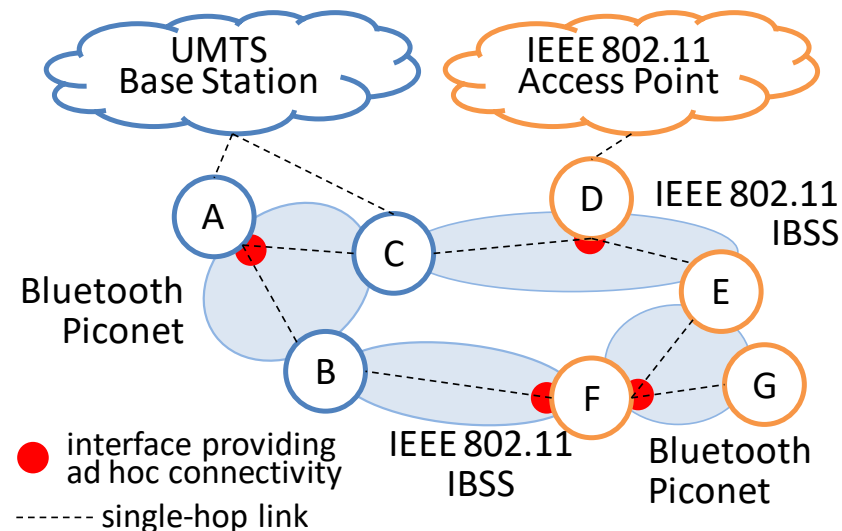 UMTS
Base Station
IEEE 802.11
Access Point
A
D
IEEE 802.11
IBSS
C
E
Bluetooth
Piconet
B
F
G
IEEE 802.11
IBSS
Bluetooth
Piconet
interface providing
ad hoc connectivity
single-hop link